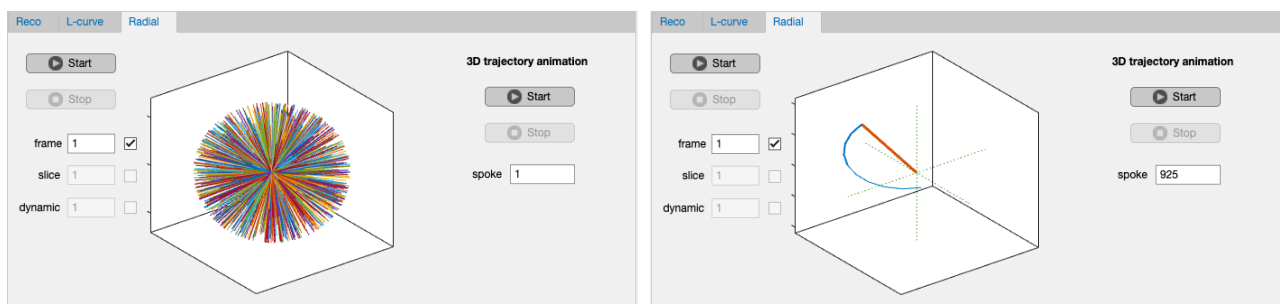 Reco L-curve Radial
Start
3D trajectory animation
Stop
Start
Stop
frame 1
slice 1
spoke 1
dynamic 1
Reco L-curve Radial
Start
3D trajectory animation
Stop
Start
Stop
frame 1
slice 1
spoke 925
dynamic 1